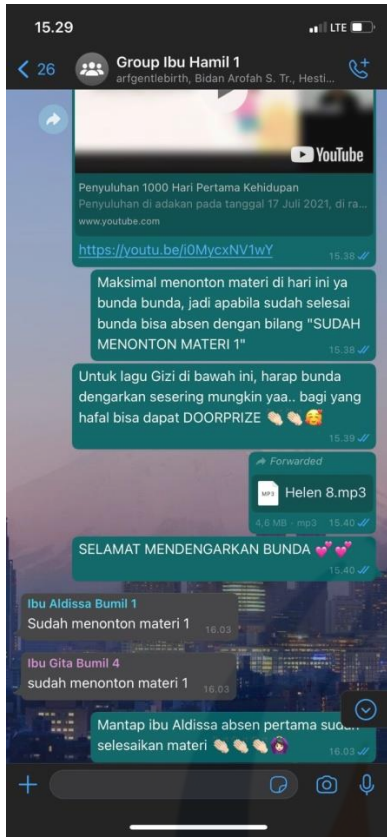 15.29
LTE
26
Group Ibu Hamil 1
arfgentlebirth, Bidan Arofah S. Tr., Hesti...
YouTube
Penyuluhan 1000 Hari Pertama Kehidupan
Penyuluhan di adakan pada tanggal 17 Juli 2021, di ra...
www.youtube.com
https://youtu.be/i0MycxNV1wY
15.38
Maksimal menonton materi di hari ini ya
bunda bunda, jadi apabila sudah selesai
bunda bisa absen dengan bilang "SUDAH
MENONTON MATERI 1"
15.38
Untuk lagu Gizi di bawah ini, harap bunda
dengarkan sesering mungkin yaa.. bagi yang
hafal bisa dapat DOORPRIZE 👏🏻👏🏻🥰
15.39
Forwarded
MP3
Helen 8.mp3
4,6 MB · mp3 15.40
SELAMAT MENDENGARKAN BUNDA 💕💕
15.40
Ibu Aldissa Bumil 1
Sudah menonton materi 1
16.03
Ibu Gita Bumil 4
sudah menonton materi 1
16.03
Mantap ibu Aldissa absen pertama sudah
selesaikan materi 👏🏻👏🏻👏🏻🙆🏻‍♀️
16.03